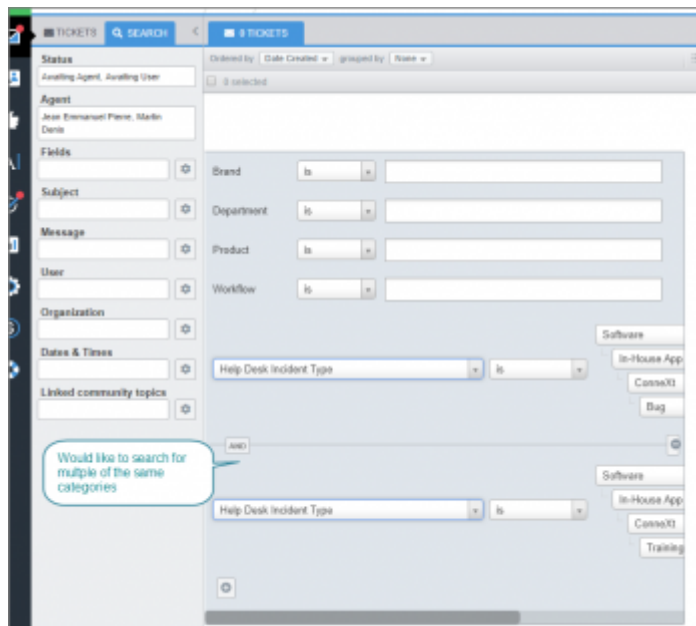 TICKETS
SEARCH
0 TICKETS
Status
Awaiting Agent, Awaiting User
Agent
Jean Emmanuel Pierre, Martin
Denis
Fields
Subject
Message
User
Organization
Dates & Times
Linked community topics
Ordered by Date Created grouped by None
0 selected
Brand is
Department is
Product is
Workflow is
Software
In-House App
Help Desk Incident Type is
ConneXt
Bug
AND
Would like to search for
multple of the same
categories
Software
In-House App
Help Desk Incident Type is
ConneXt
Training